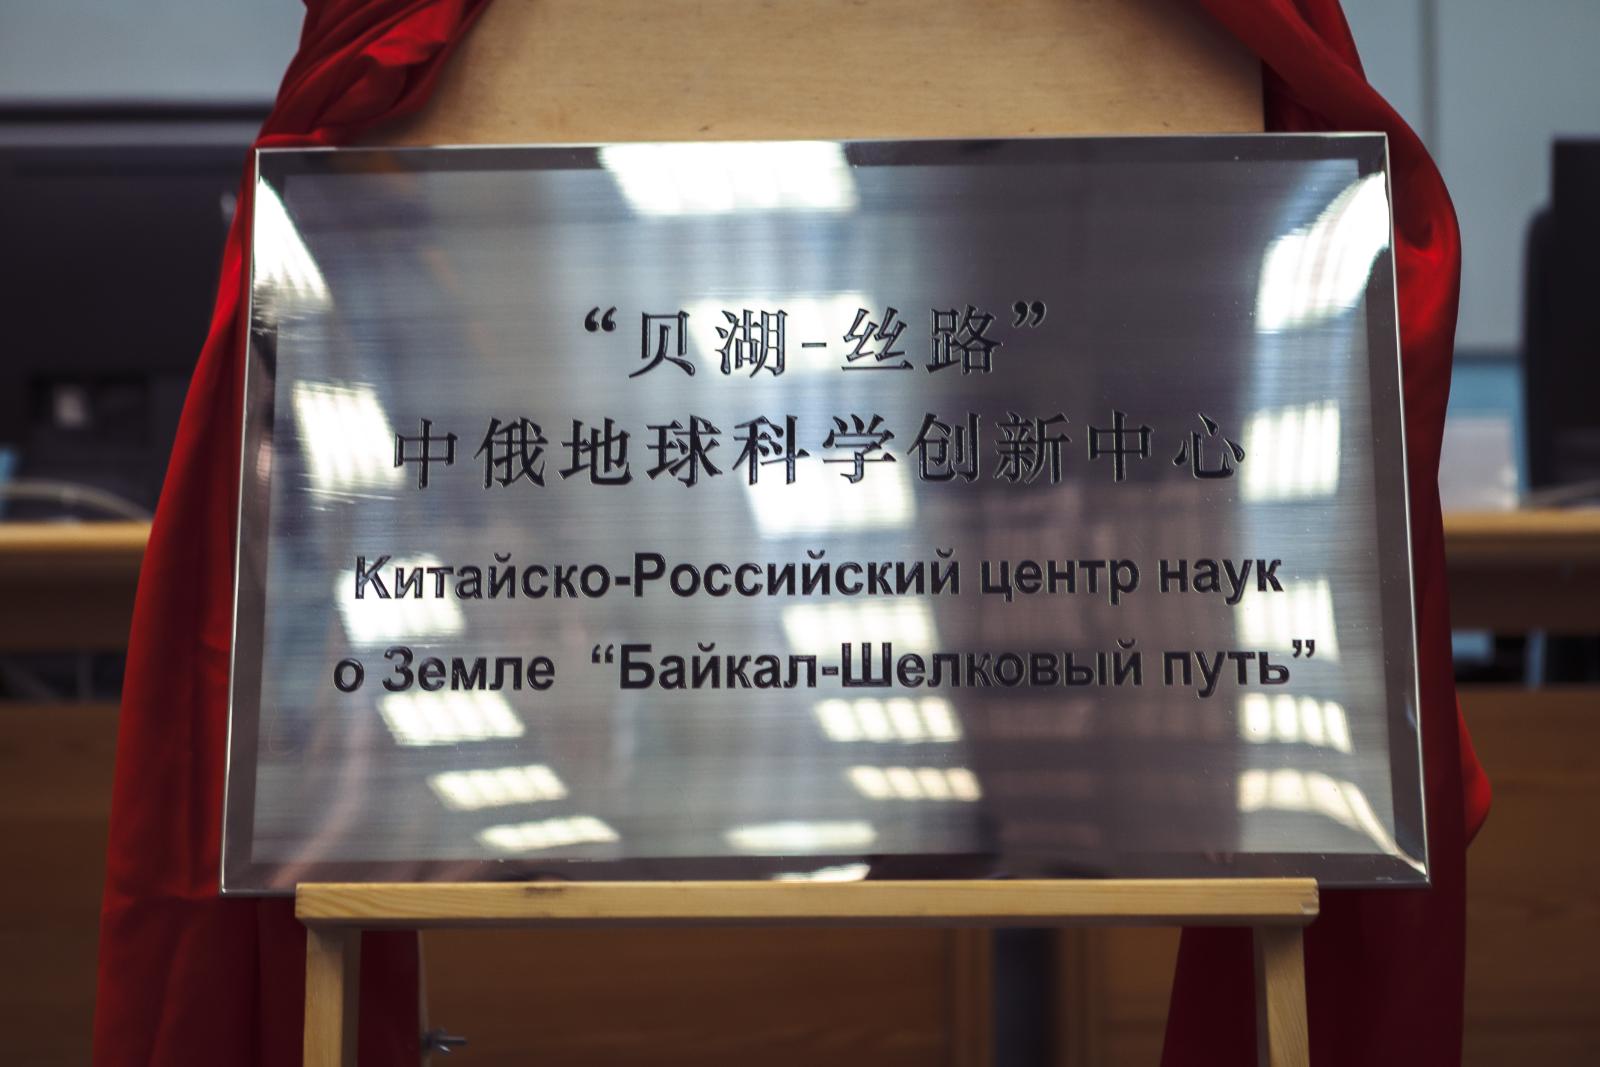 “贝湖-丝路”
中俄地球科学创新中心
Китайско-Российский центр наук
о Земле “Байкал-Шелковый путь”